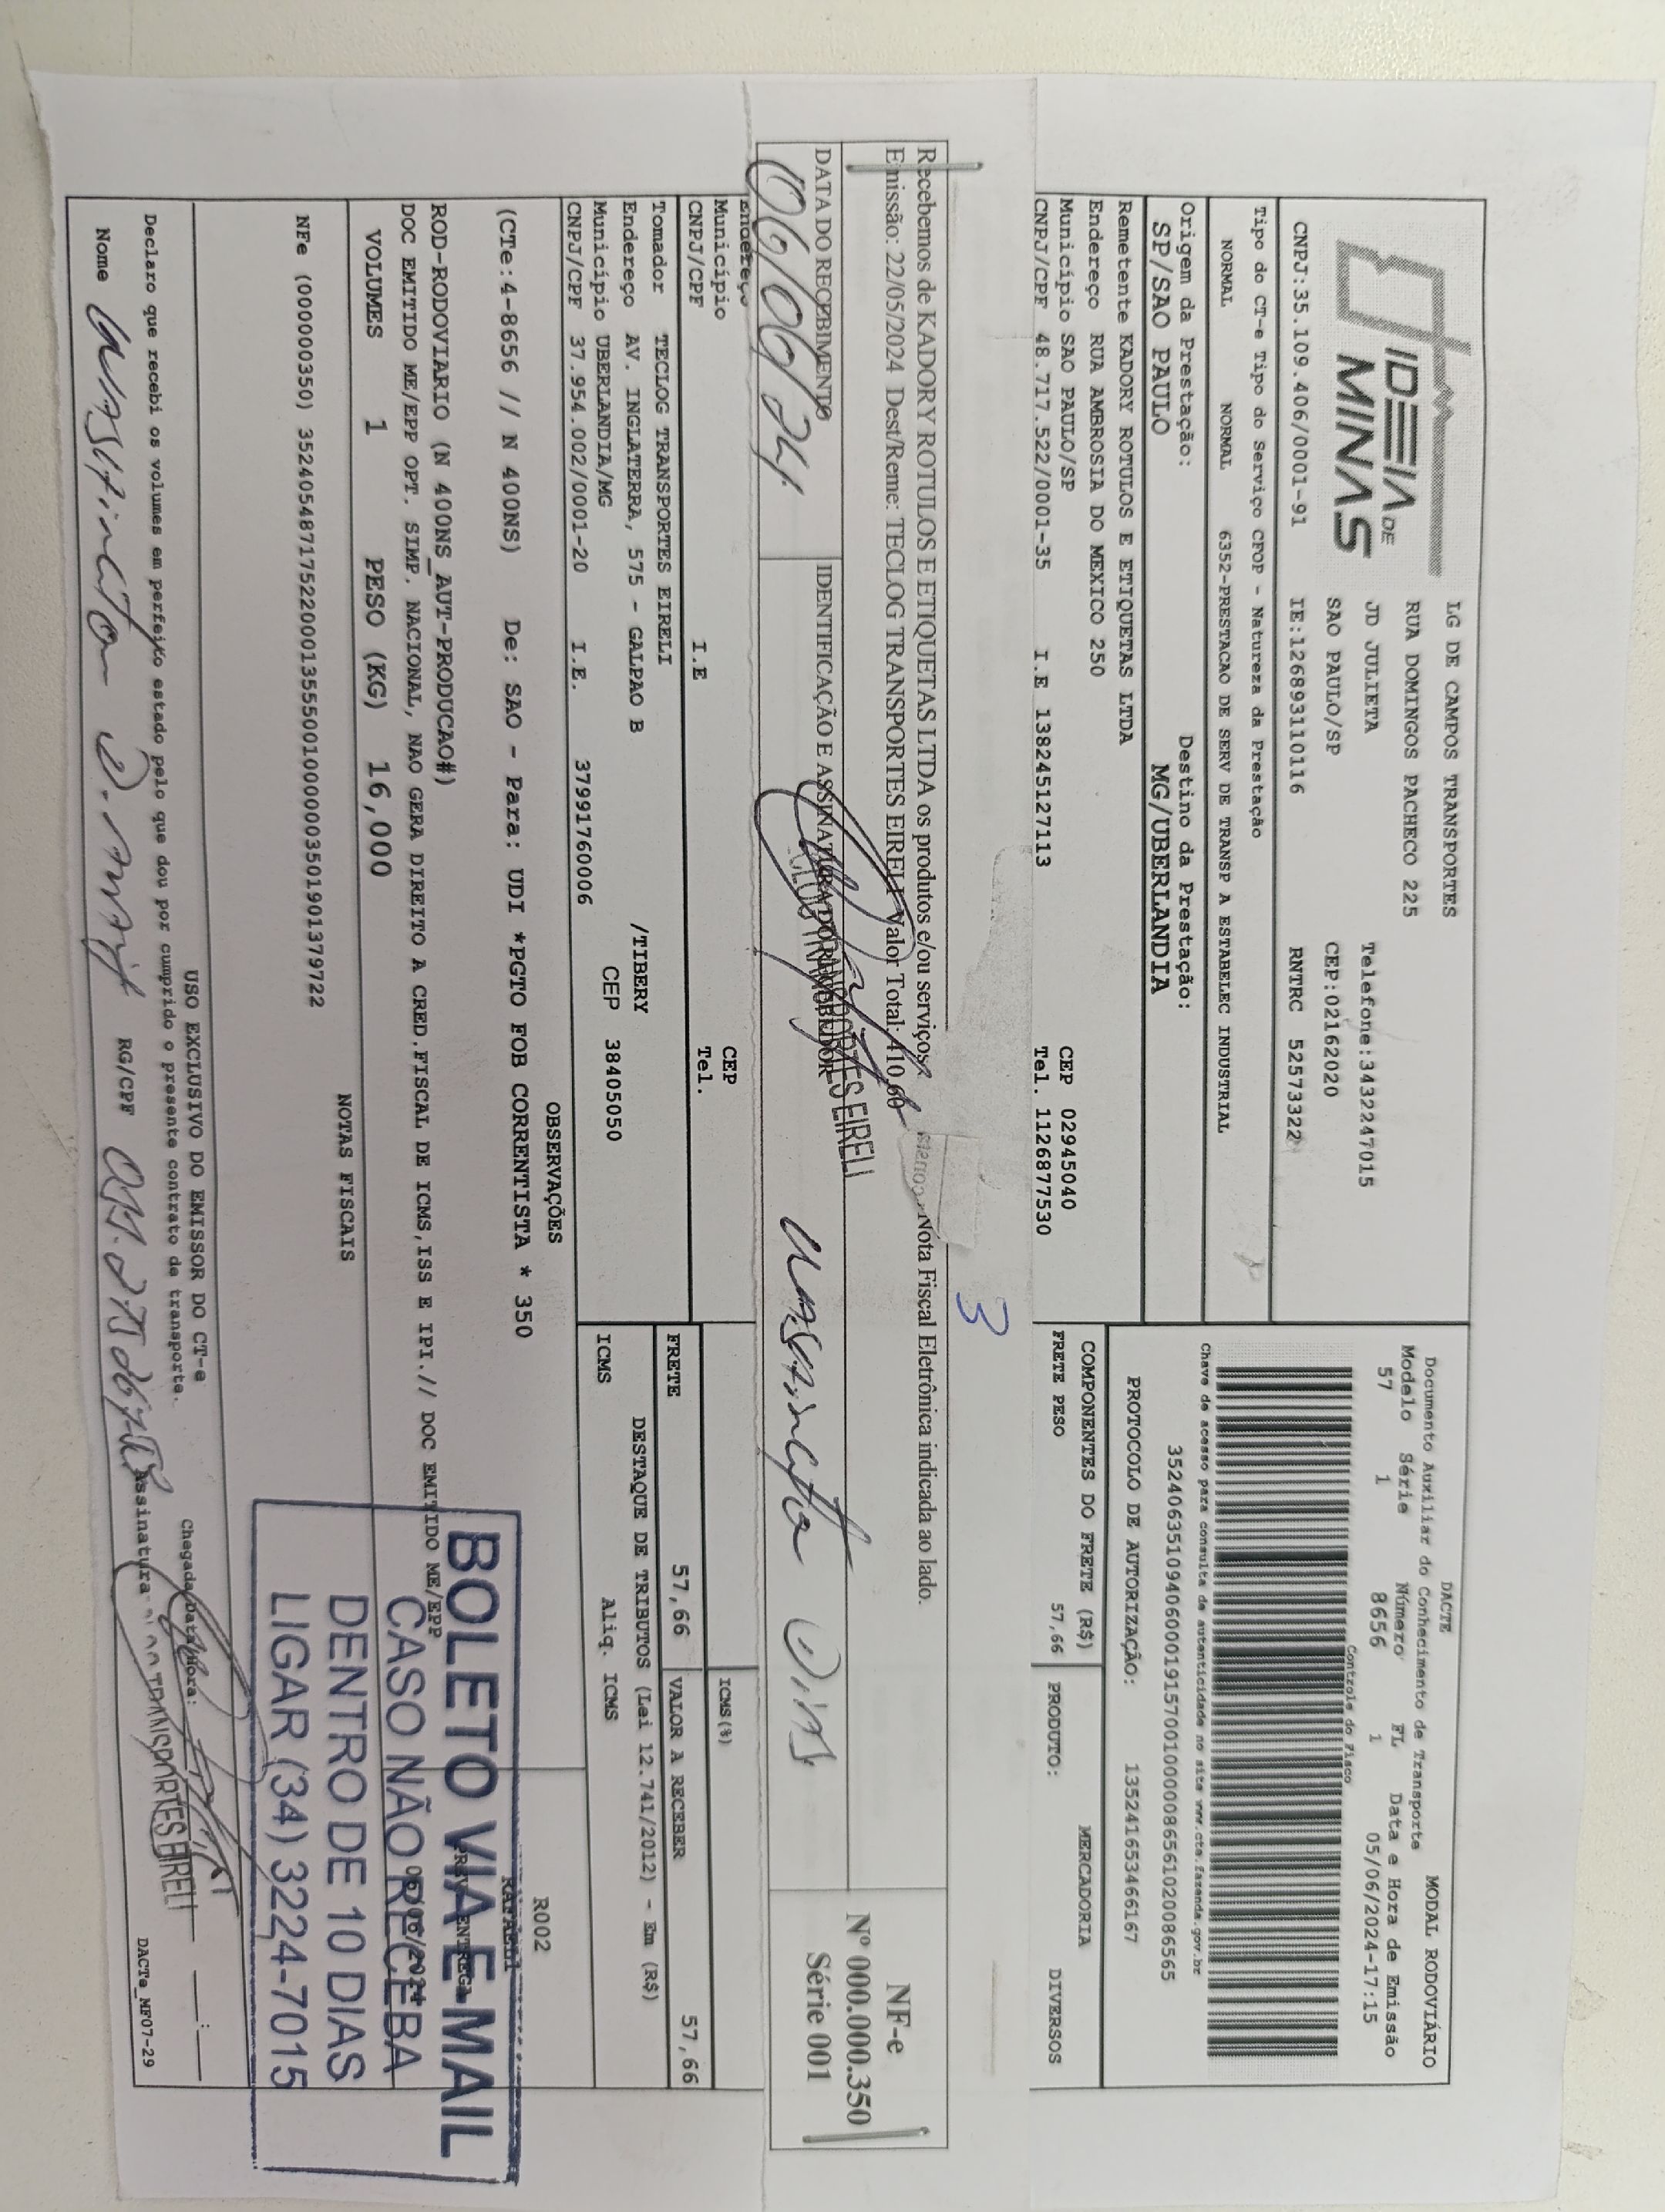 IDEIA DE
MINAS
LG DE CAMPOS TRANSPORTES
RUA DOMINGOS PACHECO 225
JD JULIETA
Telefone:3432247015
SAO PAULO/SP
CEP:02162020
CNPJ:35.109.406/0001-91
IE:126893110116
RNTRC 52573322
DACTE
MODAL RODOVIÁRIO
Documento Auxiliar do Conhecimento de Transporte
Modelo Série Número FL Data e Hora de Emissão
57 1 8656 1 05/06/2024-17:15
Controle do Fisco
Tipo do CT-e Tipo do Serviço CFOP - Natureza da Prestação
NORMAL NORMAL 6352-PRESTACAO DE SERV DE TRANSP A ESTABELEC INDUSTRIAL
Chave de acesso para consulta de autenticidade no site www.cte.fazenda.gov.br
35240635109406000191570010000086561020086565
Origem da Prestação: Destino da Prestação:
SP/SAO PAULO MG/UBERLANDIA
PROTOCOLO DE AUTORIZAÇÃO: 135241653466167
Remetente KADORY ROTULOS E ETIQUETAS LTDA
Endereço RUA AMBROSIA DO MEXICO 250
Município SAO PAULO/SP CEP 02945040
CNPJ/CPF 48.717.522/0001-35 I.E 138245127113 Tel. 1126877530
COMPONENTES DO FRETE (R$) MERCADORIA
FRETE PESO 57,66 PRODUTO: DIVERSOS
3
Recebemos de KADORY ROTULOS E ETIQUETAS LTDA os produtos e/ou serviços Nota Fiscal Eletrônica indicada ao lado.
Emissão: 22/05/2024 Dest/Reme: TECLOG TRANSPORTES EIRELI Valor Total: 410,60
DATA DO RECEBIMENTO
IDENTIFICAÇÃO E ASSINATURA DO RECEBEDOR
06/06/24
TRANSPORTES EIRELI
NF-e
Nº 000.000.350
Série 001
Endereço
Município CEP
CNPJ/CPF I.E Tel.
ICMS(%)
Tomador TECLOG TRANSPORTES EIRELI
Endereço AV. INGLATERRA, 575 - GALPAO B /TIBERY
Município UBERLANDIA/MG CEP 38405050
CNPJ/CPF 37.954.002/0001-20 I.E. 3799176​0006
FRETE 57,66 VALOR A RECEBER 57,66
DESTAQUE DE TRIBUTOS (Lei 12.741/2012) - Em (R$)
ICMS Aliq. ICMS
OBSERVAÇÕES
R002
(CTe:4-8656 // N 400NS) De: SAO - Para: UDI *PGTO FOB CORRENTISTA * 350
ROD-RODOVIARIO (N 400NS_AUT-PRODUCAO#)
DOC EMITIDO ME/EPP OPT. SIMP. NACIONAL, NAO GERA DIREITO A CRED.FISCAL DE ICMS,ISS E IPI.// DOC EMITIDO ME/EPP
VOLUMES 1 PESO (KG) 16,000
NOTAS FISCAIS
NFe (000000350) 35240548717522000135550010000003501901379722
BOLETO VIA E-MAIL
CASO NÃO RECEBA
DENTRO DE 10 DIAS
LIGAR (34) 3224-7015
USO EXCLUSIVO DO EMISSOR DO CT-e
Declaro que recebi os volumes em perfeito estado pelo que dou por cumprido o presente contrato de transporte.
Chegada Data/Hora:
Nome RG/CPF Assinatura
TRANSPORTES EIRELI
DACTe_MF07-29